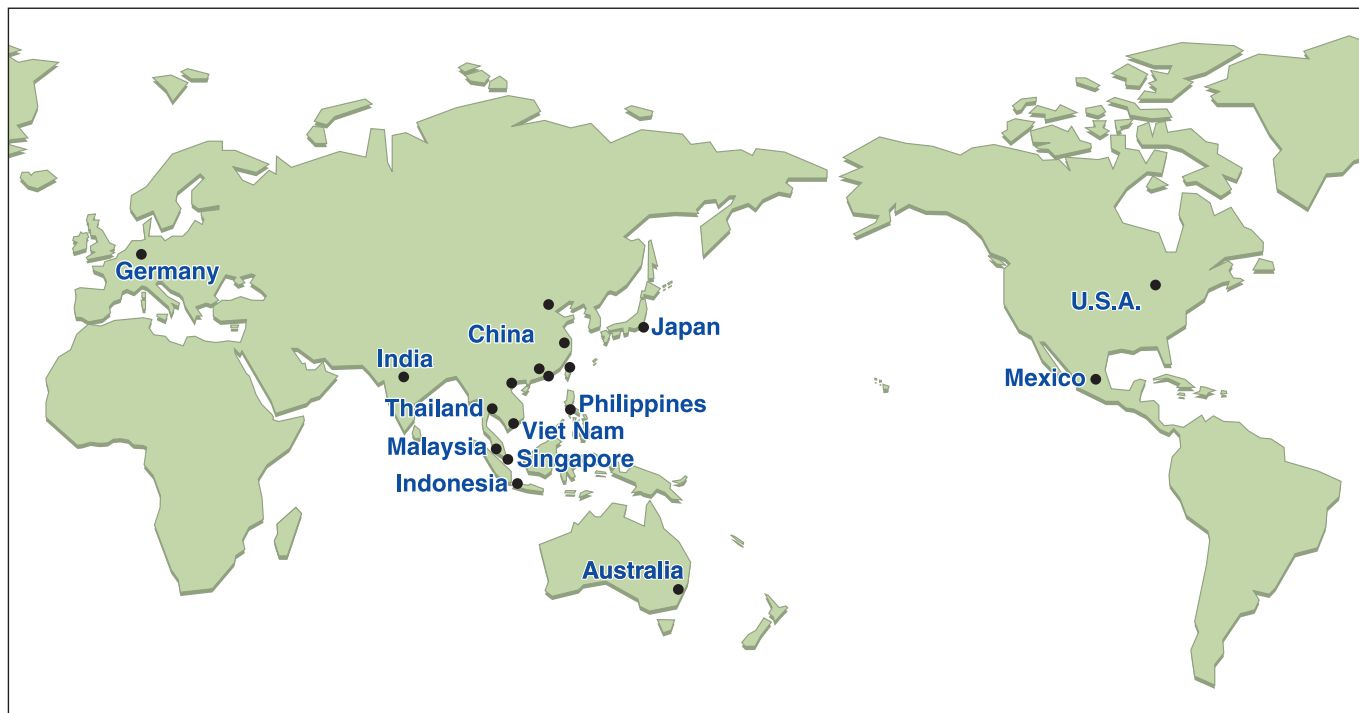 Germany
U.S.A.
Japan
China
India
Mexico
Philippines
Thailand
Viet Nam
Malaysia
Singapore
Indonesia
Australia